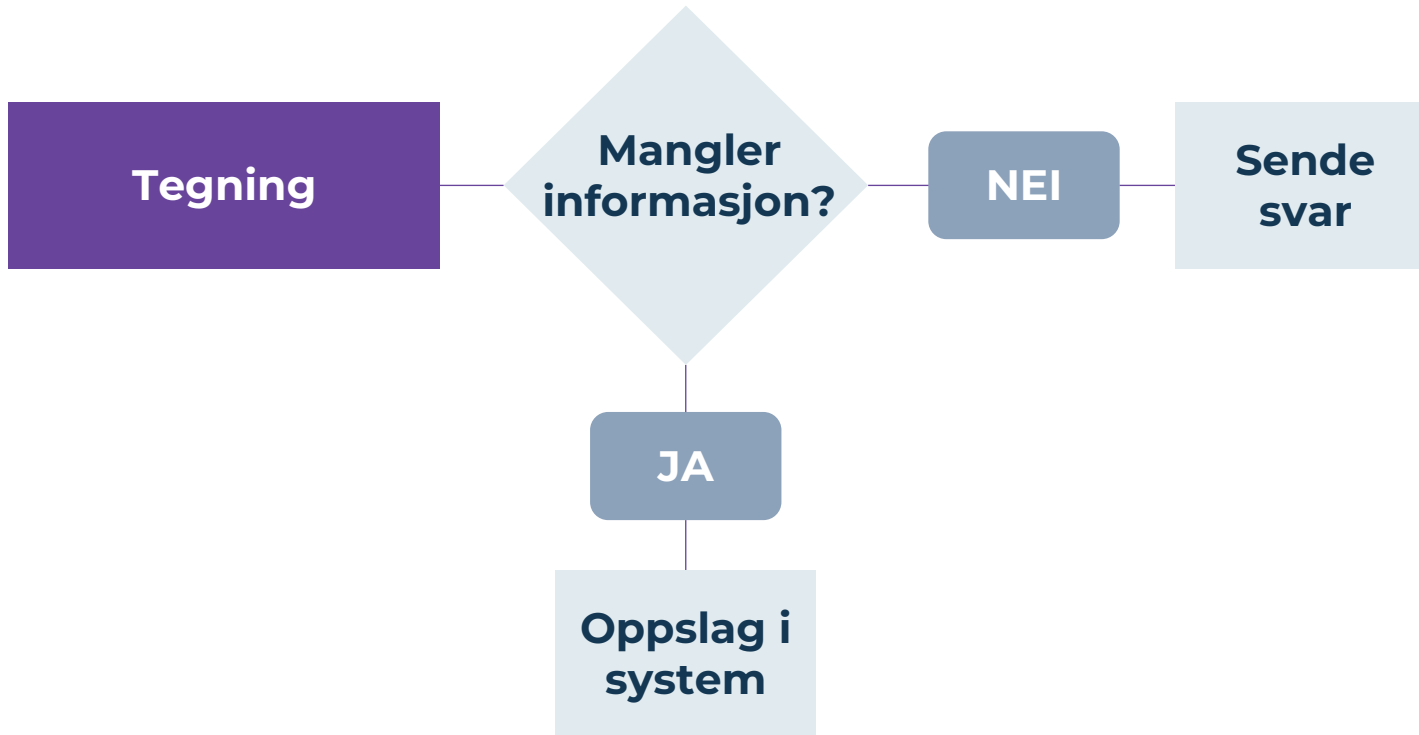 Tegning
Mangler
informasjon?
NEI
Sende
svar
JA
Oppslag i
system